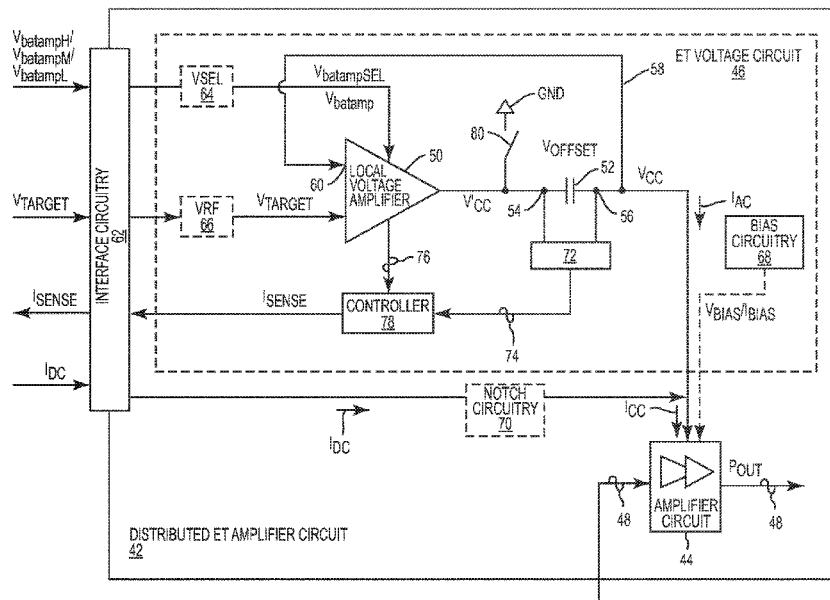 VbatampH/
VbatampM/
VbatampL
VSEL
64
VbatampSEL
Vbatamp
GND
80
ET VOLTAGE CIRCUIT
46
58
50
60
LOCAL
VOLTAGE
AMPLIFIER
VOFFSET
52
V'CC
54
56
VCC
IAC
BIAS
CIRCUITRY
68
VTARGET
VRF
66
VTARGET
INTERFACE CIRCUITRY
62
76
72
ISENSE
ISENSE
CONTROLLER
78
74
VBIAS/IBIAS
IDC
IDC
NOTCH
CIRCUITRY
70
ICC
POUT
48
AMPLIFIER
CIRCUIT
44
48
DISTRIBUTED ET AMPLIFIER CIRCUIT
42